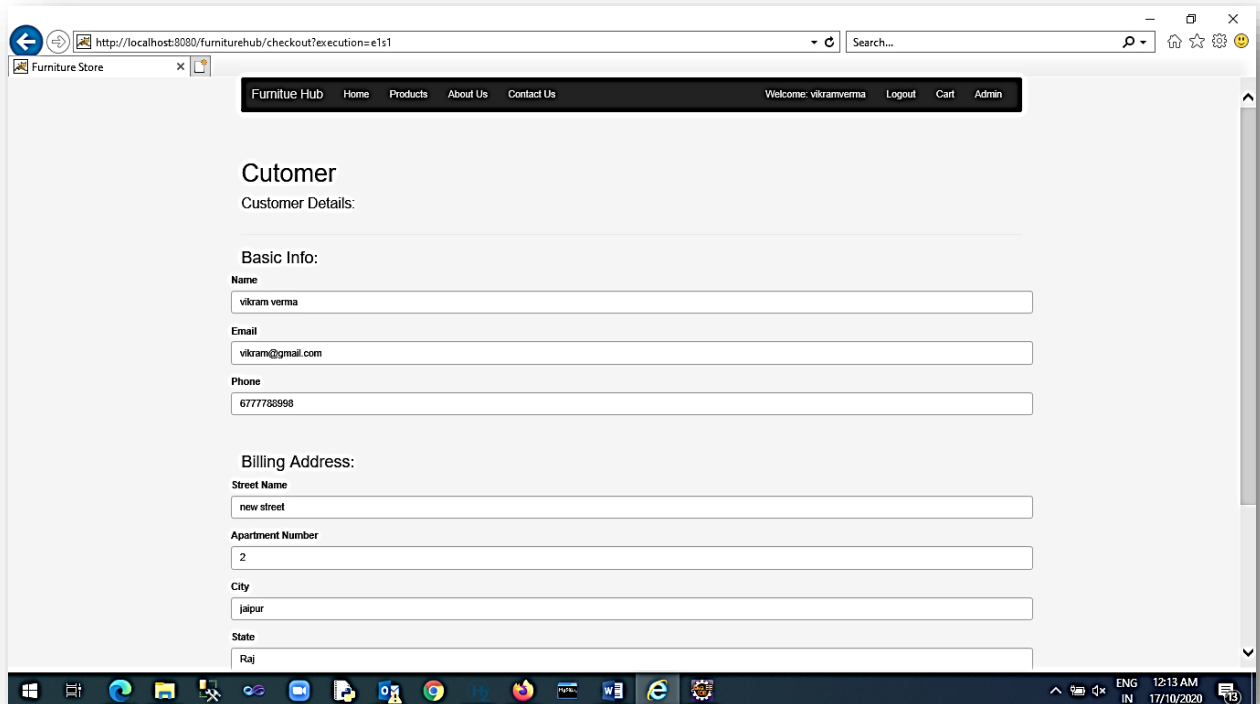 http://localhost:8080/furniturehub/checkout?execution=e1s1
Search...
Furniture Store
Furnitue Hub Home Products About Us Contact Us Welcome: vikramverma Logout Cart Admin
Cutomer
Customer Details:
Basic Info:
Name
vikram verma
Email
vikram@gmail.com
Phone
6777788998
Billing Address:
Street Name
new street
Apartment Number
2
City
jaipur
State
Raj
ENG 12:13 AM
IN 17/10/2020
13